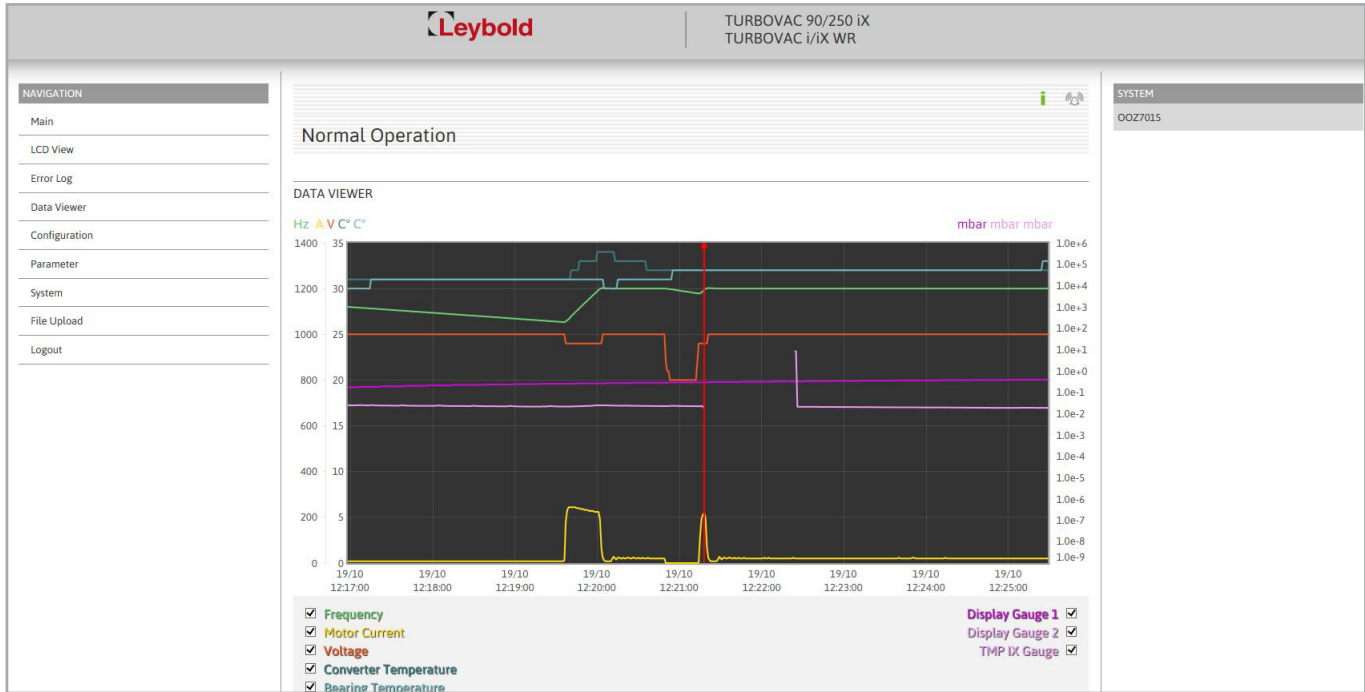 Leybold
TURBOVAC 90/250 iX
TURBOVAC i/iX WR
NAVIGATION
Main
LCD View
Error Log
Data Viewer
Configuration
Parameter
System
File Upload
Logout
i
Normal Operation
DATA VIEWER
Hz A V C° C°
mbar mbar mbar
1400 35 1.0e+6
1.0e+5
1200 30 1.0e+4
1.0e+3
1000 25 1.0e+2
1.0e+1
800 20 1.0e+0
1.0e-1
600 15 1.0e-2
1.0e-3
400 10 1.0e-4
1.0e-5
200 5 1.0e-6
1.0e-7
1.0e-8
0 0 1.0e-9
19/10 19/10 19/10 19/10 19/10 19/10 19/10 19/10 19/10
12:17:00 12:18:00 12:19:00 12:20:00 12:21:00 12:22:00 12:23:00 12:24:00 12:25:00
Frequency
Motor Current
Voltage
Converter Temperature
Bearing Temperature
Display Gauge 1
Display Gauge 2
TMP IX Gauge
SYSTEM
OOZ7015